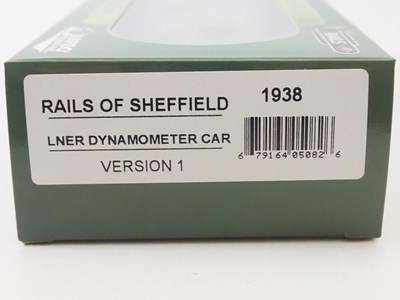 RAILS OF SHEFFIELD 1938
LNER DYNAMOMETER CAR
VERSION 1
6 79164 05082 6